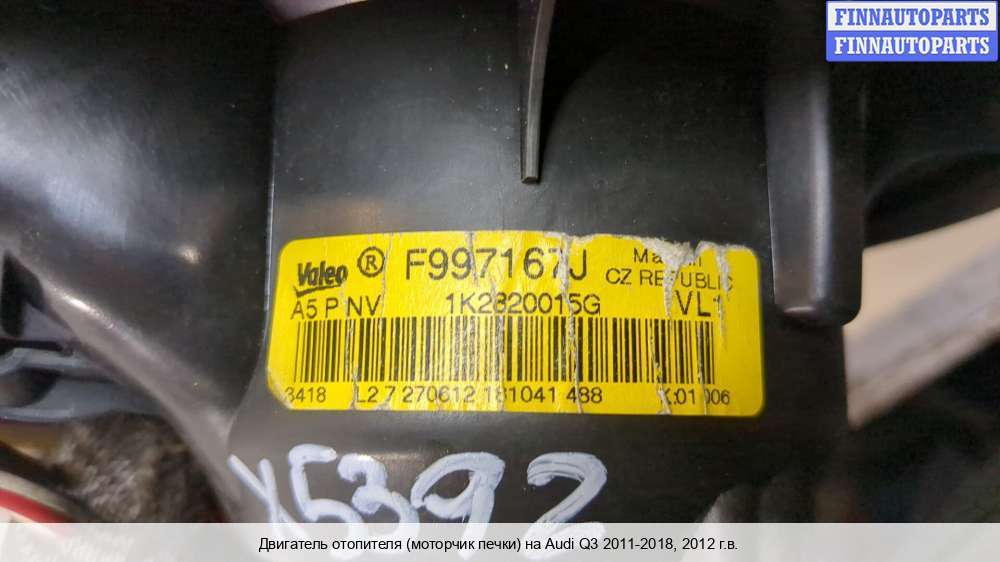 FINNAUTOPARTS
FINNAUTOPARTS
Valeo ® F997167J
CZ REPUBLIC
A5 P NV 1K2820015G VL1
3418 L2 7 270612 181041 488
X5392
Двигатель отопителя (моторчик печки) на Audi Q3 2011-2018, 2012 г.в.